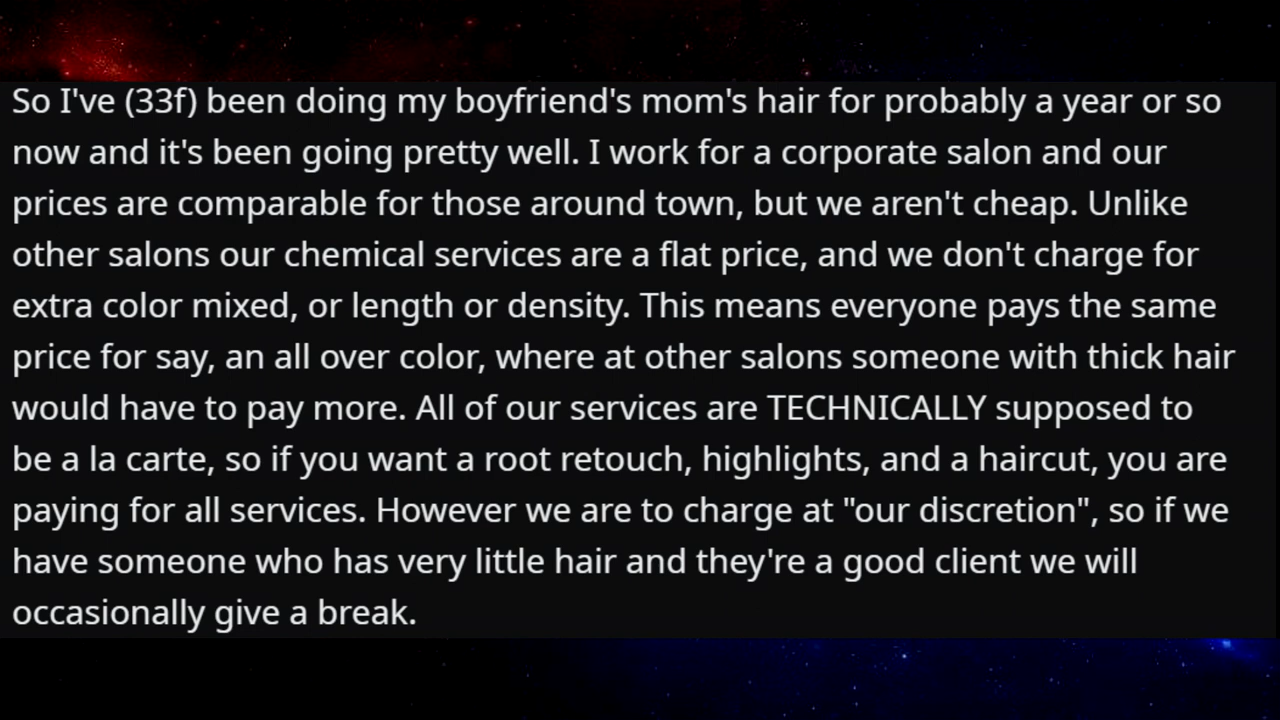 So I've (33f) been doing my boyfriend's mom's hair for probably a year or so
now and it's been going pretty well. I work for a corporate salon and our
prices are comparable for those around town, but we aren't cheap. Unlike
other salons our chemical services are a flat price, and we don't charge for
extra color mixed, or length or density. This means everyone pays the same
price for say, an all over color, where at other salons someone with thick hair
would have to pay more. All of our services are TECHNICALLY supposed to
be a la carte, so if you want a root retouch, highlights, and a haircut, you are
paying for all services. However we are to charge at "our discretion", so if we
have someone who has very little hair and they're a good client we will
occasionally give a break.